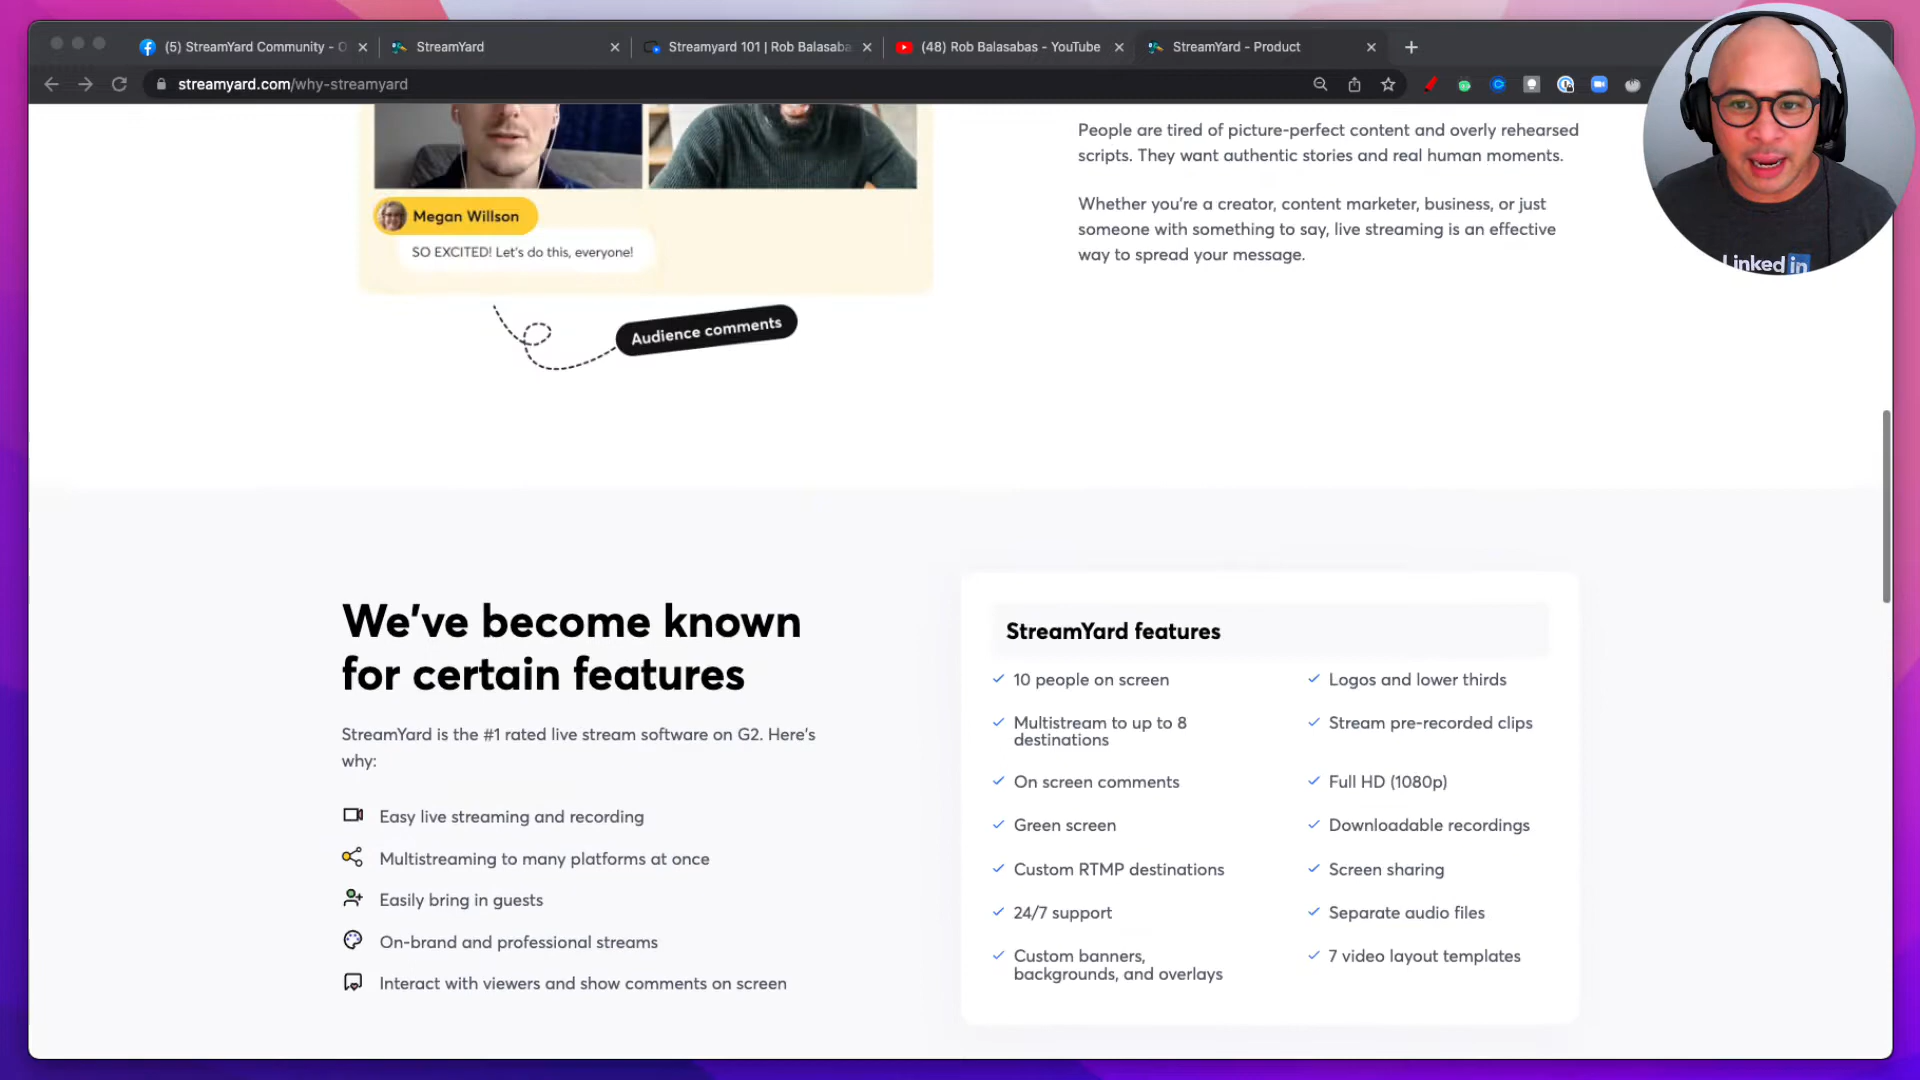 (5) StreamYard Community - O
StreamYard
Streamyard 101 | Rob Balasaba
(48) Rob Balasabas - YouTube
StreamYard - Product
streamyard.com/why-streamyard
People are tired of picture-perfect content and overly rehearsed
scripts. They want authentic stories and real human moments.
Whether you're a creator, content marketer, business, or just
someone with something to say, live streaming is an effective
way to spread your message.
Megan Willson
SO EXCITED! Let's do this, everyone!
Audience comments
Linked in
We've become known
for certain features
StreamYard is the #1 rated live stream software on G2. Here's
why:
Easy live streaming and recording
Multistreaming to many platforms at once
Easily bring in guests
On-brand and professional streams
Interact with viewers and show comments on screen
StreamYard features
10 people on screen
Multistream to up to 8
destinations
On screen comments
Green screen
Custom RTMP destinations
24/7 support
Custom banners,
backgrounds, and overlays
Logos and lower thirds
Stream pre-recorded clips
Full HD (1080p)
Downloadable recordings
Screen sharing
Separate audio files
7 video layout templates